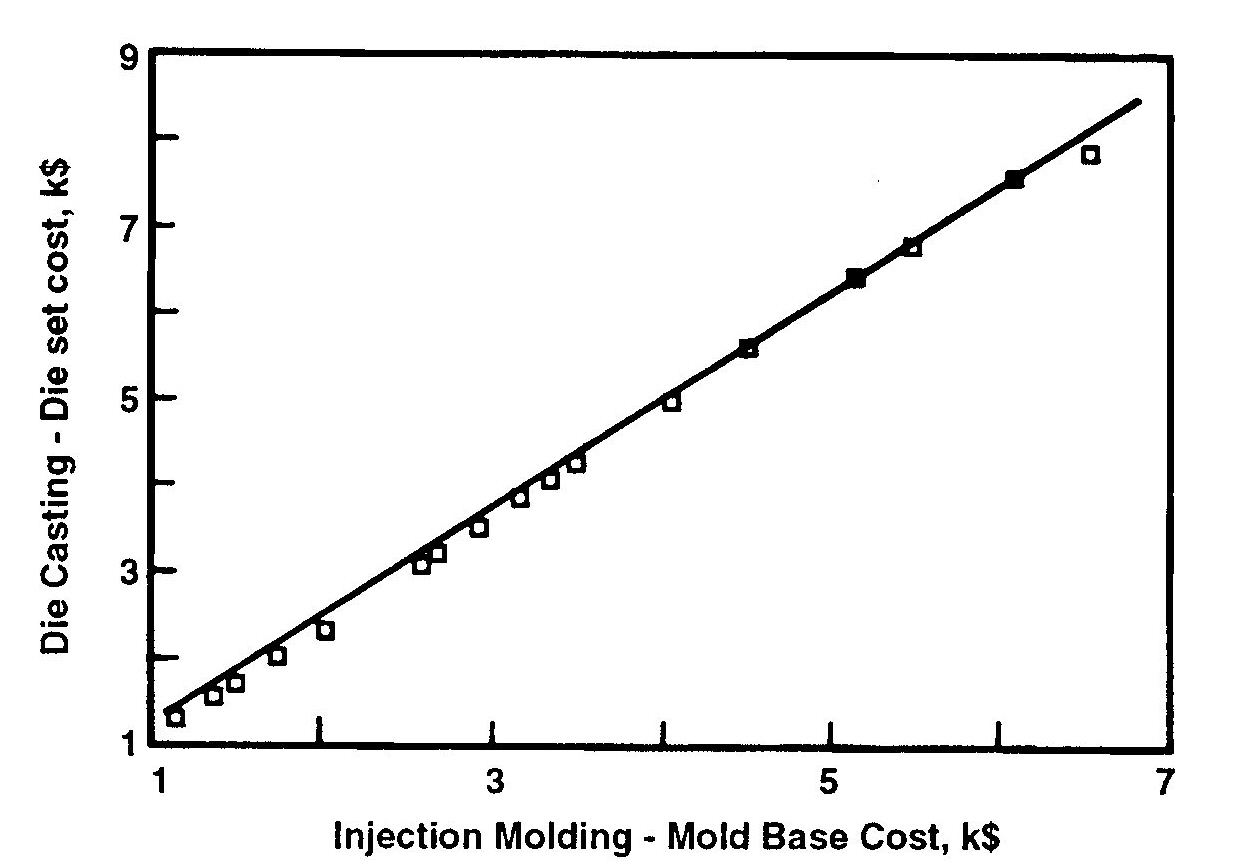 9
7
5
3
1
Die Casting - Die set cost, k$
1 3 5 7
Injection Molding - Mold Base Cost, k$